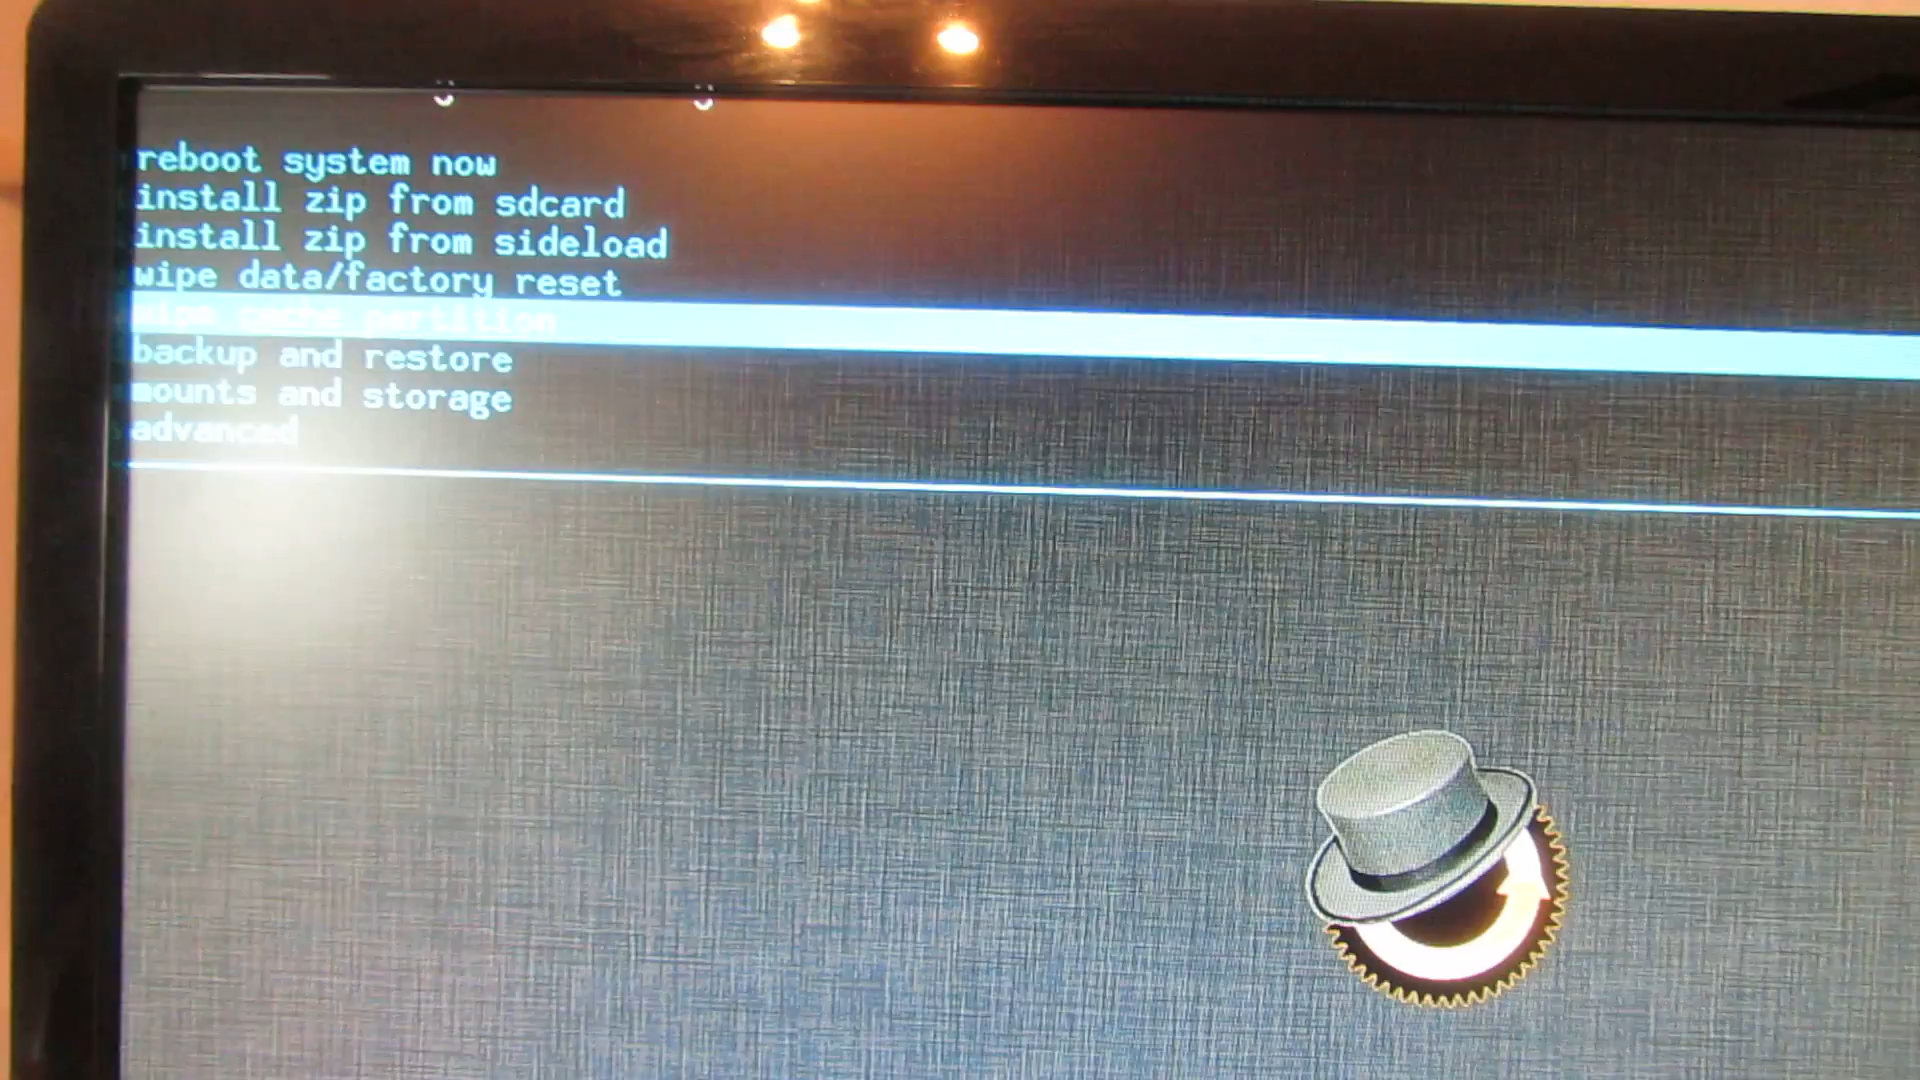 reboot system now
install zip from sdcard
install zip from sideload
wipe data/factory reset
wipe cache partition
backup and restore
mounts and storage
advanced